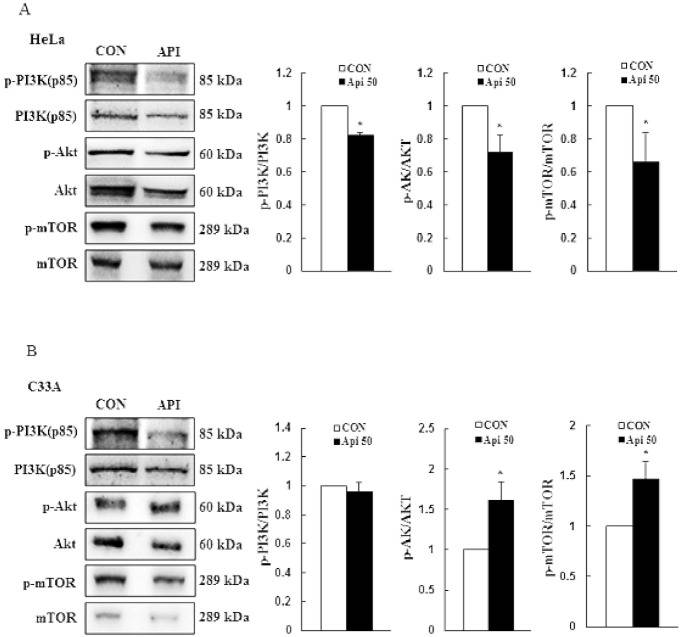 A
HeLa
CON API
p-PI3K(p85) 85 kDa
PI3K(p85) 85 kDa
p-Akt 60 kDa
Akt 60 kDa
p-mTOR 289 kDa
mTOR 289 kDa
p-PI3K/PI3K
1.2
1
0.8
0.6
0.4
0.2
0
CON
Api 50
*
p-AK/AKT
1.2
1
0.8
0.6
0.4
0.2
0
CON
Api 50
*
p-mTOR/mTOR
1.2
1
0.8
0.6
0.4
0.2
0
CON
Api 50
*
B
C33A
CON API
p-PI3K(p85) 85 kDa
PI3K(p85) 85 kDa
p-Akt 60 kDa
Akt 60 kDa
p-mTOR 289 kDa
mTOR 289 kDa
p-PI3K/PI3K
1.4
1.2
1
0.8
0.6
0.4
0.2
0
CON
Api 50
p-AK/AKT
2.5
2
1.5
1
0.5
0
CON
Api 50
*
p-mTOR/mTOR
2
1.5
1
0.5
0
CON
Api 50
*